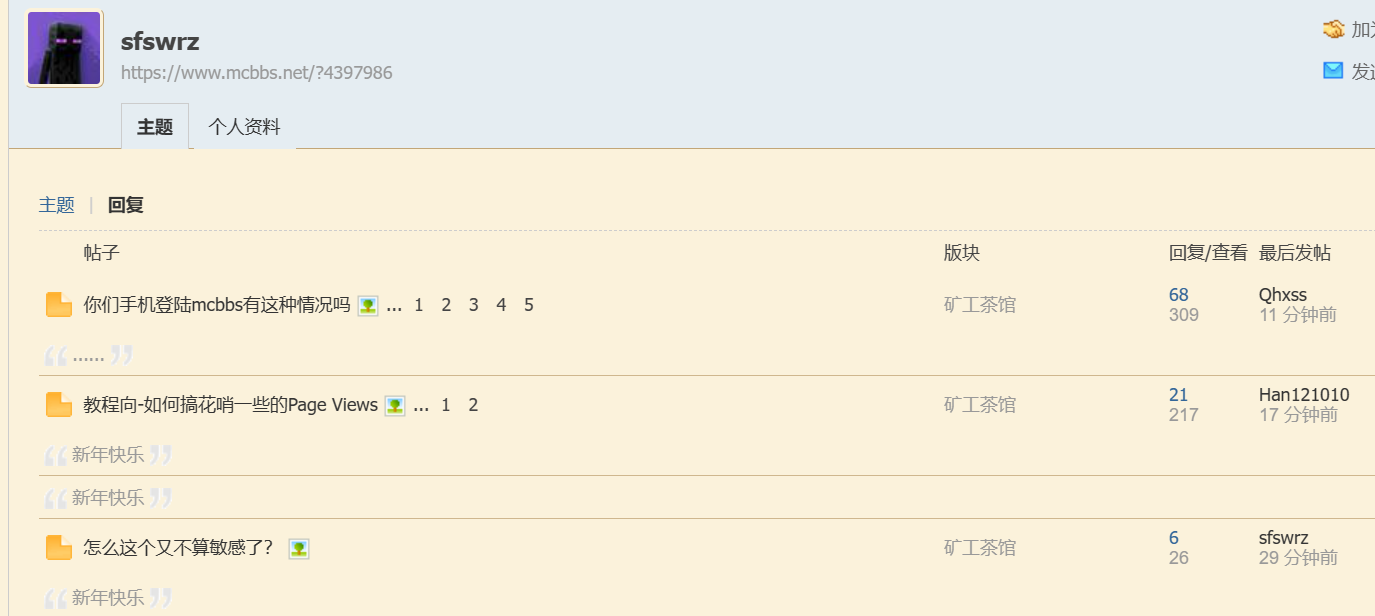 sfswrz
https://www.mcbbs.net/?4397986
加
发
主题 个人资料
主题 | 回复
帖子 版块 回复/查看 最后发帖
你们手机登陆mcbbs有这种情况吗 ... 1 2 3 4 5 矿工茶馆 68 Qhxss
309 11 分钟前
“ ...... ”
教程向-如何搞花哨一些的Page Views ... 1 2 矿工茶馆 21 Han121010
217 17 分钟前
“ 新年快乐 ”
“ 新年快乐 ”
怎么这个又不算敏感了? 矿工茶馆 6 sfswrz
26 29 分钟前
“ 新年快乐 ”